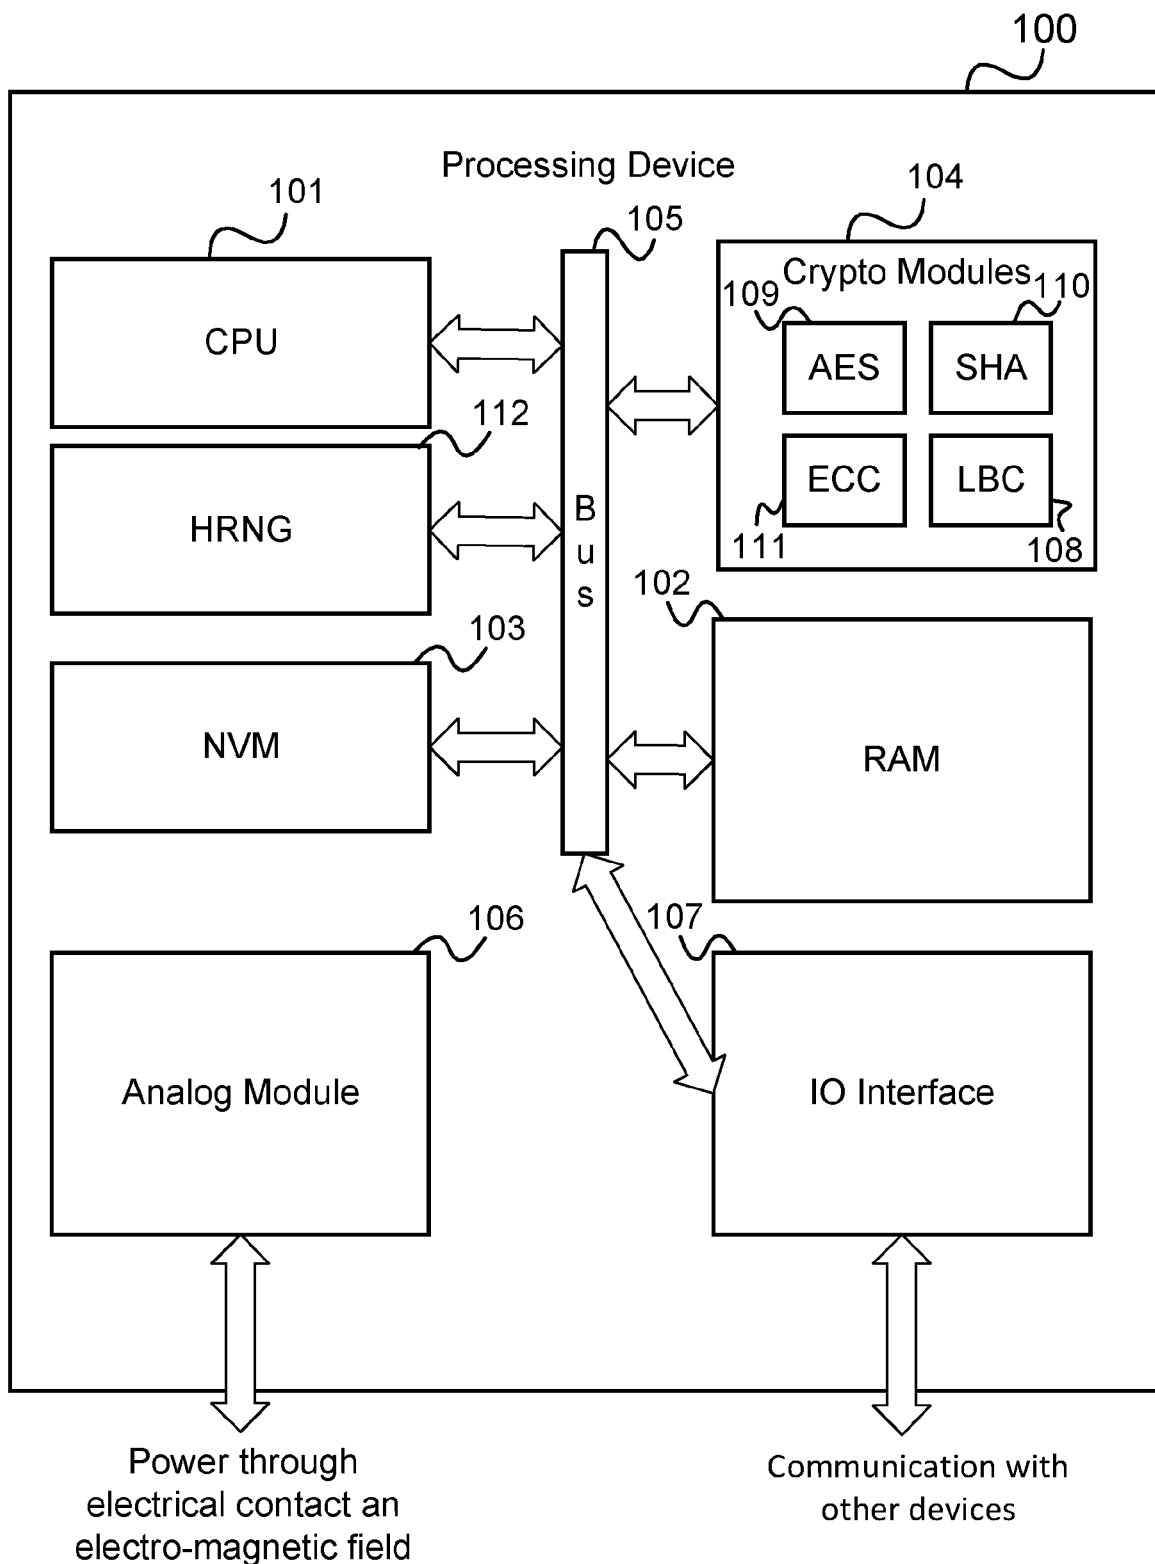 100
Processing Device
101
105
104
CPU
Crypto Modules
109
110
AES
SHA
112
HRNG
ECC
LBC
111
108
B
u
s
102
103
NVM
RAM
106
107
Analog Module
IO Interface
Power through
electrical contact an
electro-magnetic field
Communication with
other devices